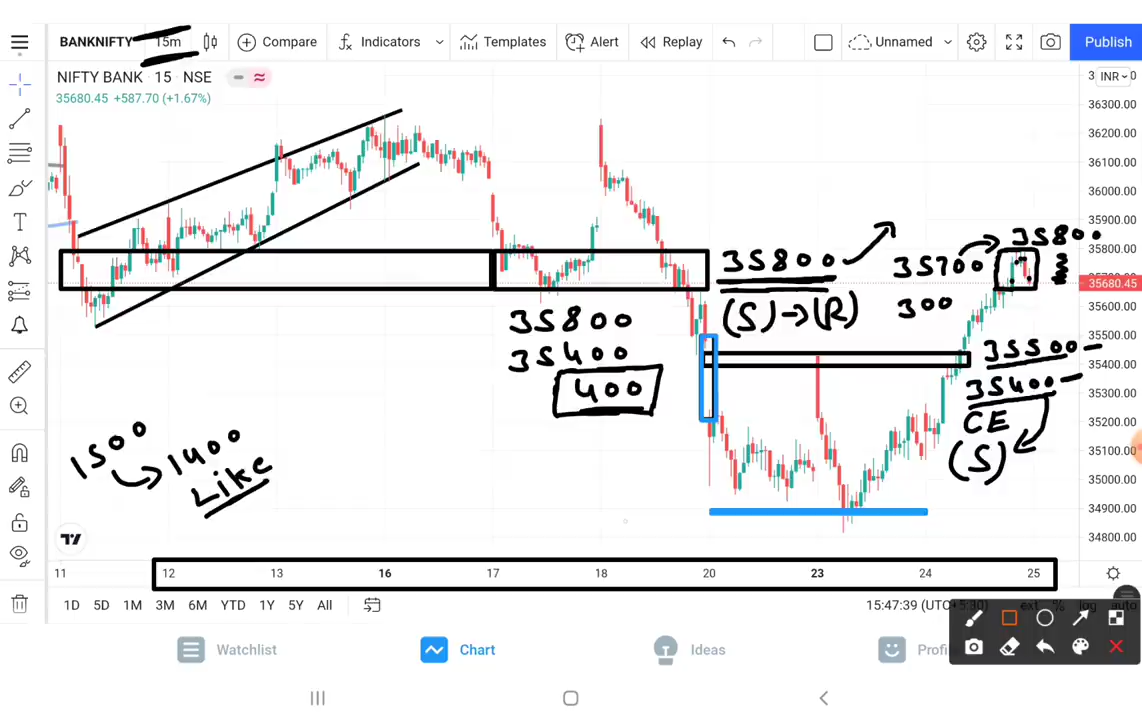 BANKNIFTY 15m Compare Indicators Templates Alert Replay Unnamed Publish
NIFTY BANK 15 NSE
35680.45 +587.70 (+1.67%)
INR
36300.00
36200.00
36100.00
36000.00
35900.00
35800.00
35680.45
35600.00
35500.00
35400.00
35300.00
35200.00
35100.00
35000.00
34900.00
34800.00
35800
(S)→(R)
35700
35800
300
35800
35400
400
35500
35400
CE
(S)
1500
1400
Like
11 12 13 16 17 18 20 23 24 25
1D 5D 1M 3M 6M YTD 1Y 5Y All
15:47:39 (UTC+5:30) ext % log auto
Watchlist Chart Ideas